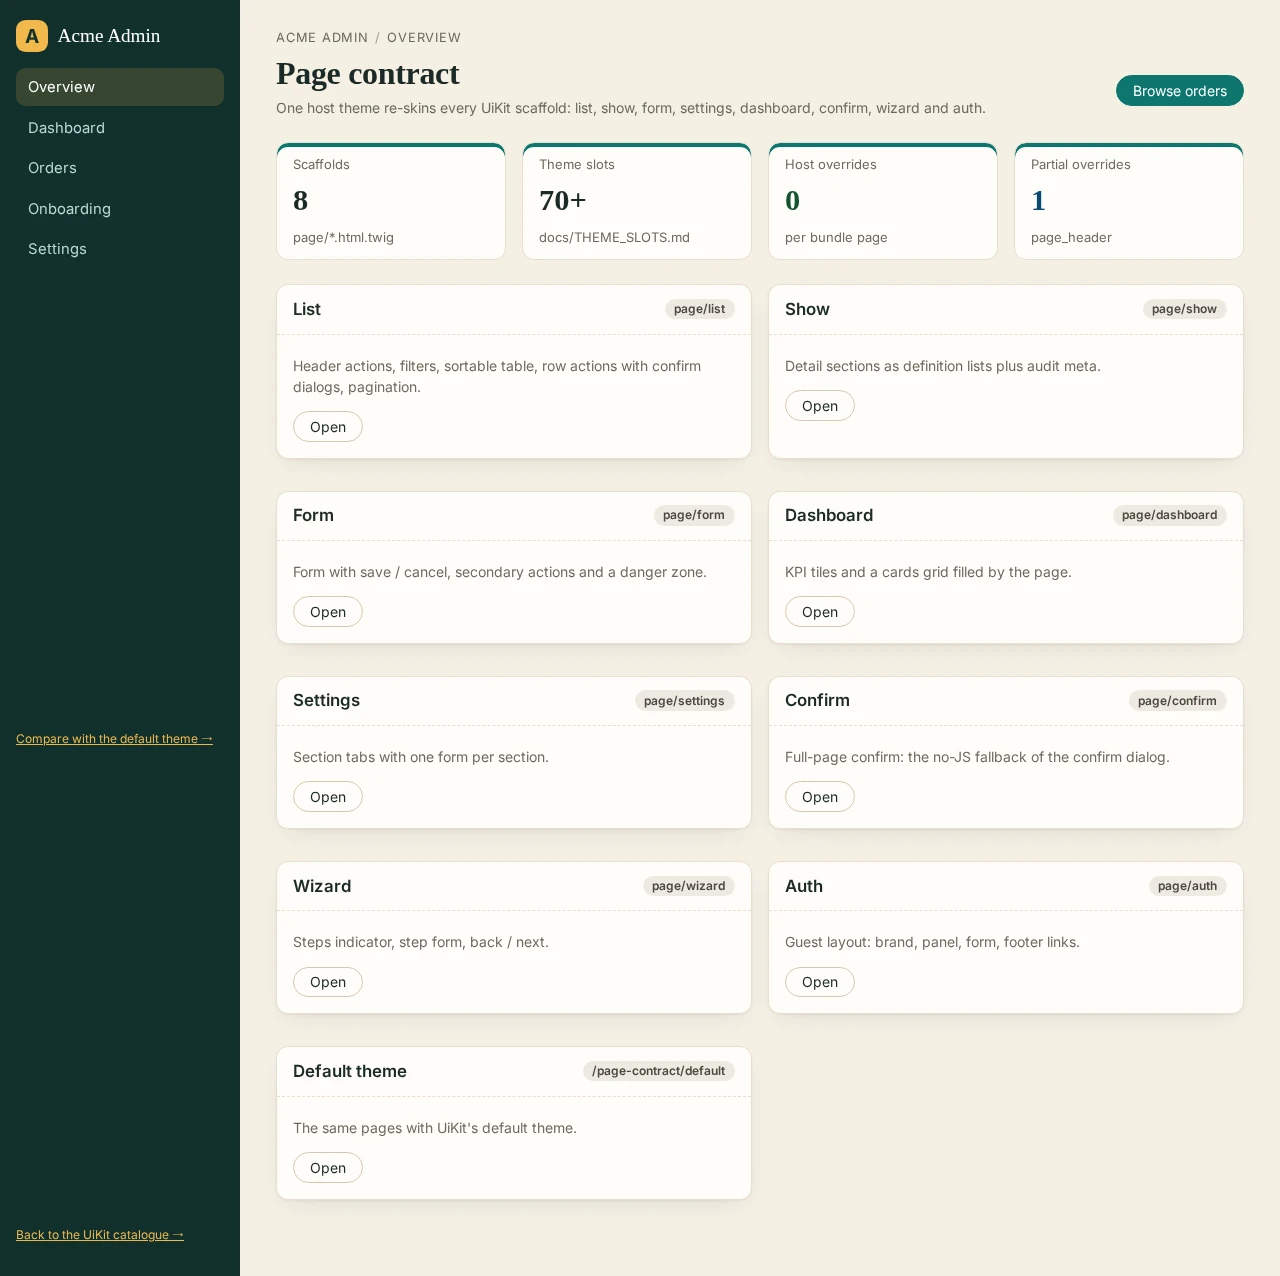 A Acme Admin
Overview
Dashboard
Orders
Onboarding
Settings
Compare with the default theme →
Back to the UiKit catalogue →
ACME ADMIN / OVERVIEW
Page contract
One host theme re-skins every UiKit scaffold: list, show, form, settings, dashboard, confirm, wizard and auth.
Browse orders
Scaffolds
8
page/*.html.twig
Theme slots
70+
docs/THEME_SLOTS.md
Host overrides
0
per bundle page
Partial overrides
1
page_header
List page/list
Header actions, filters, sortable table, row actions with confirm
dialogs, pagination.
Open
Show page/show
Detail sections as definition lists plus audit meta.
Open
Form page/form
Form with save / cancel, secondary actions and a danger zone.
Open
Dashboard page/dashboard
KPI tiles and a cards grid filled by the page.
Open
Settings page/settings
Section tabs with one form per section.
Open
Confirm page/confirm
Full-page confirm: the no-JS fallback of the confirm dialog.
Open
Wizard page/wizard
Steps indicator, step form, back / next.
Open
Auth page/auth
Guest layout: brand, panel, form, footer links.
Open
Default theme /page-contract/default
The same pages with UiKit's default theme.
Open